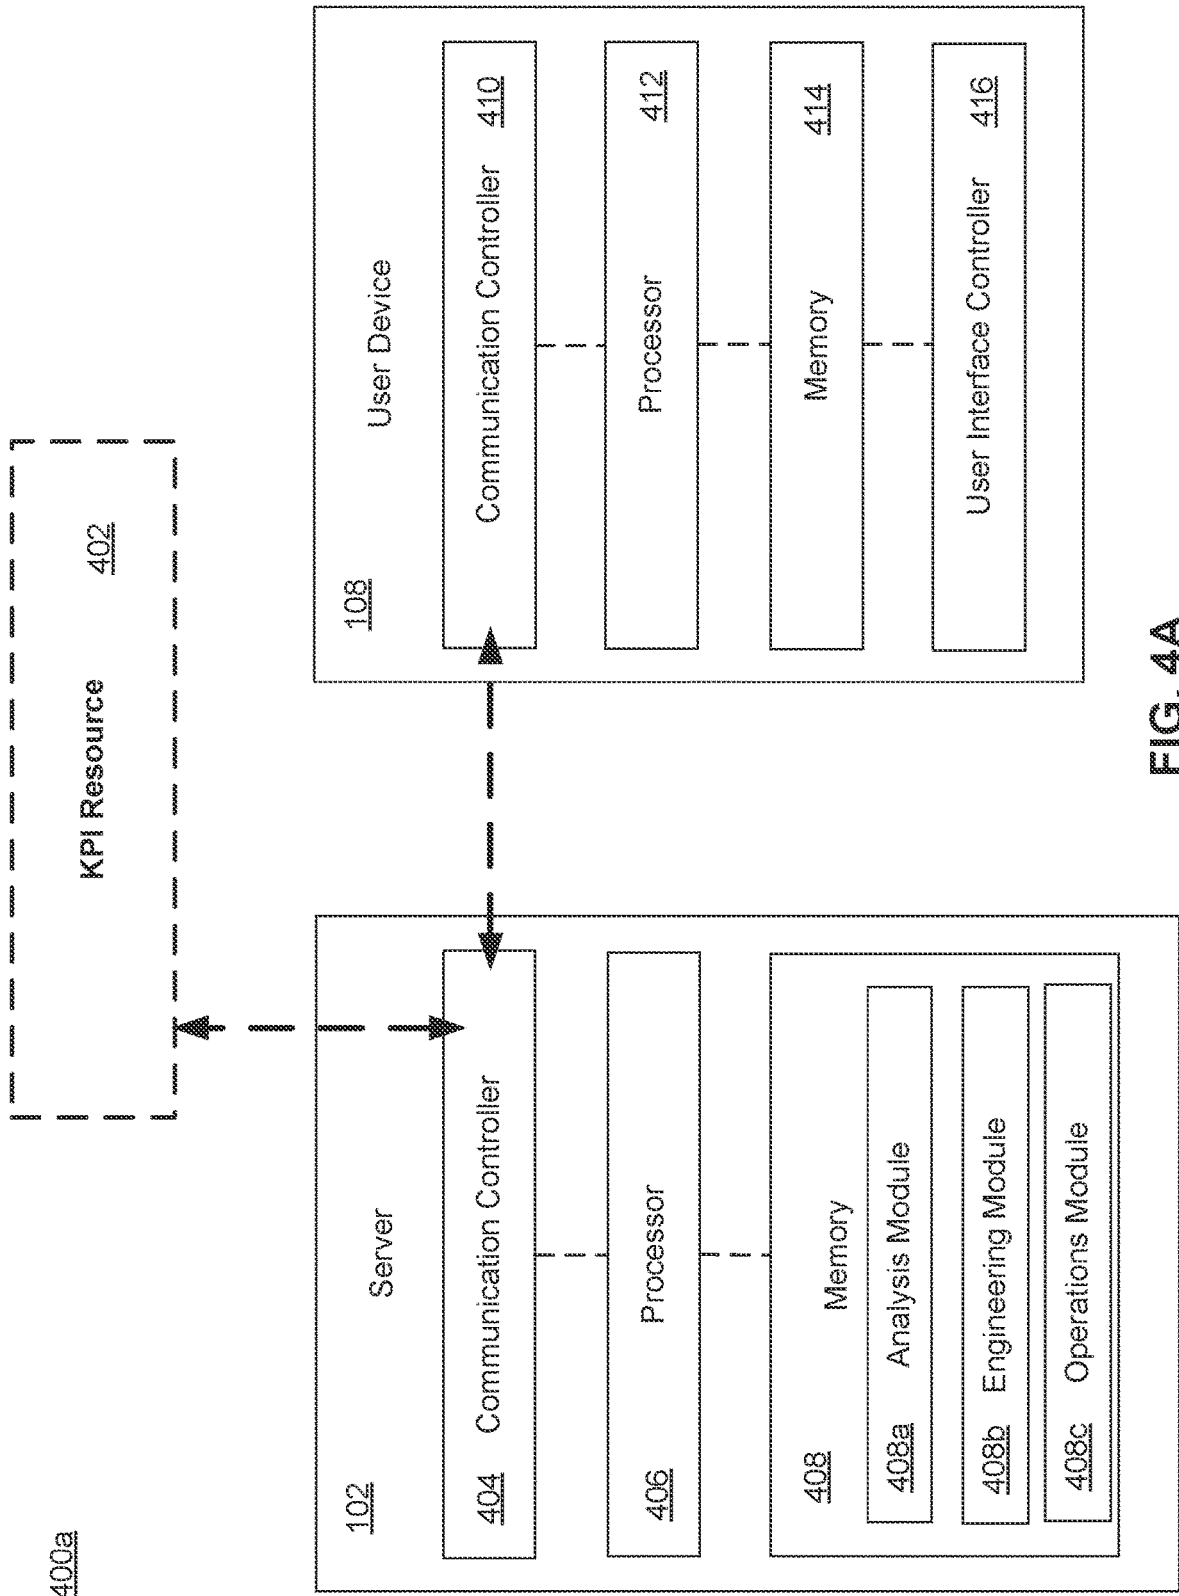 400a
KPI Resource 402
102 Server
404 Communication Controller
406 Processor
408 Memory
408a Analysis Module
408b Engineering Module
408c Operations Module
108 User Device
Communication Controller 410
Processor 412
Memory 414
User Interface Controller 416
FIG. 4A